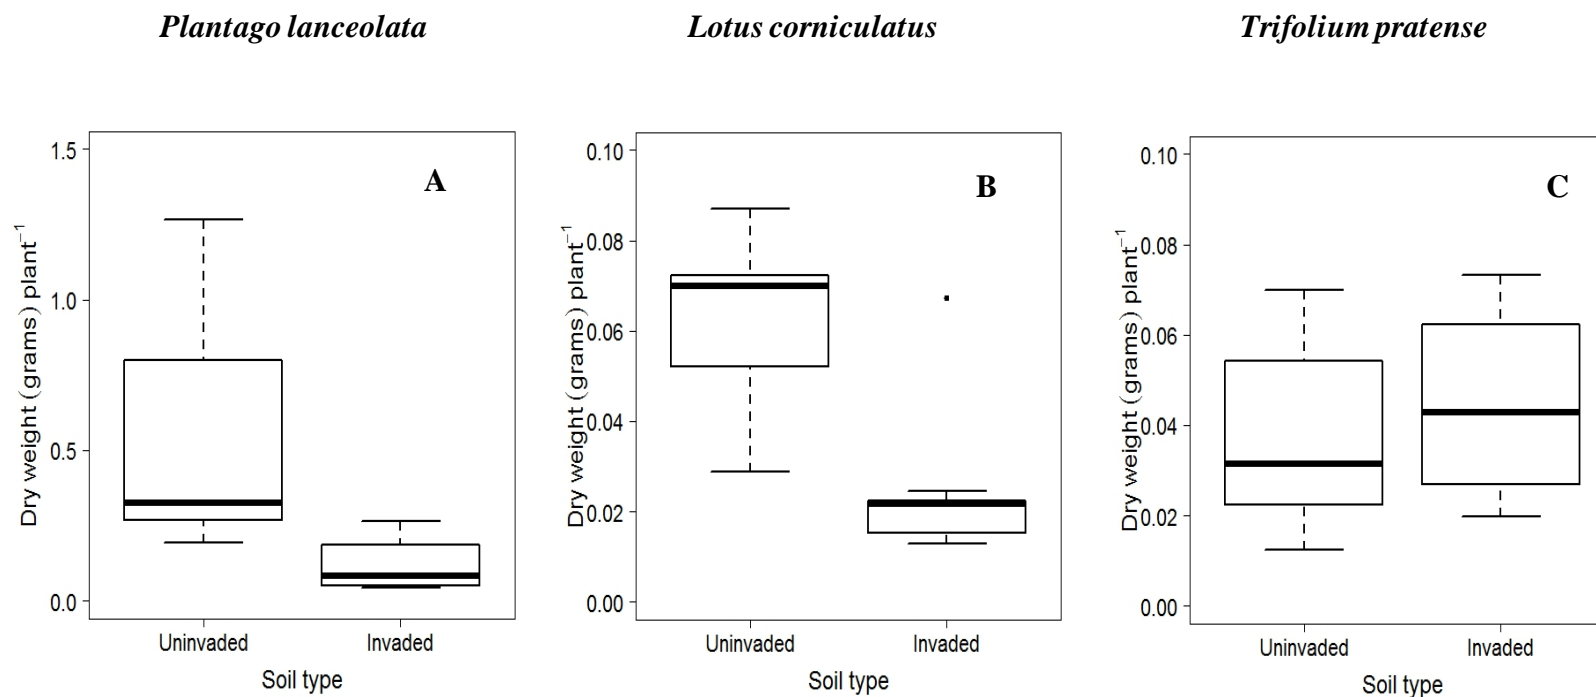 Plantago lanceolata
Lotus corniculatus
Trifolium pratense
A
1.5
1.0
0.5
0.0
Dry weight (grams) plant⁻¹
Uninvaded
Invaded
Soil type
B
0.10
0.08
0.06
0.04
0.02
0.00
Dry weight (grams) plant⁻¹
Uninvaded
Invaded
Soil type
C
0.10
0.08
0.06
0.04
0.02
0.00
Dry weight (grams) plant⁻¹
Uninvaded
Invaded
Soil type